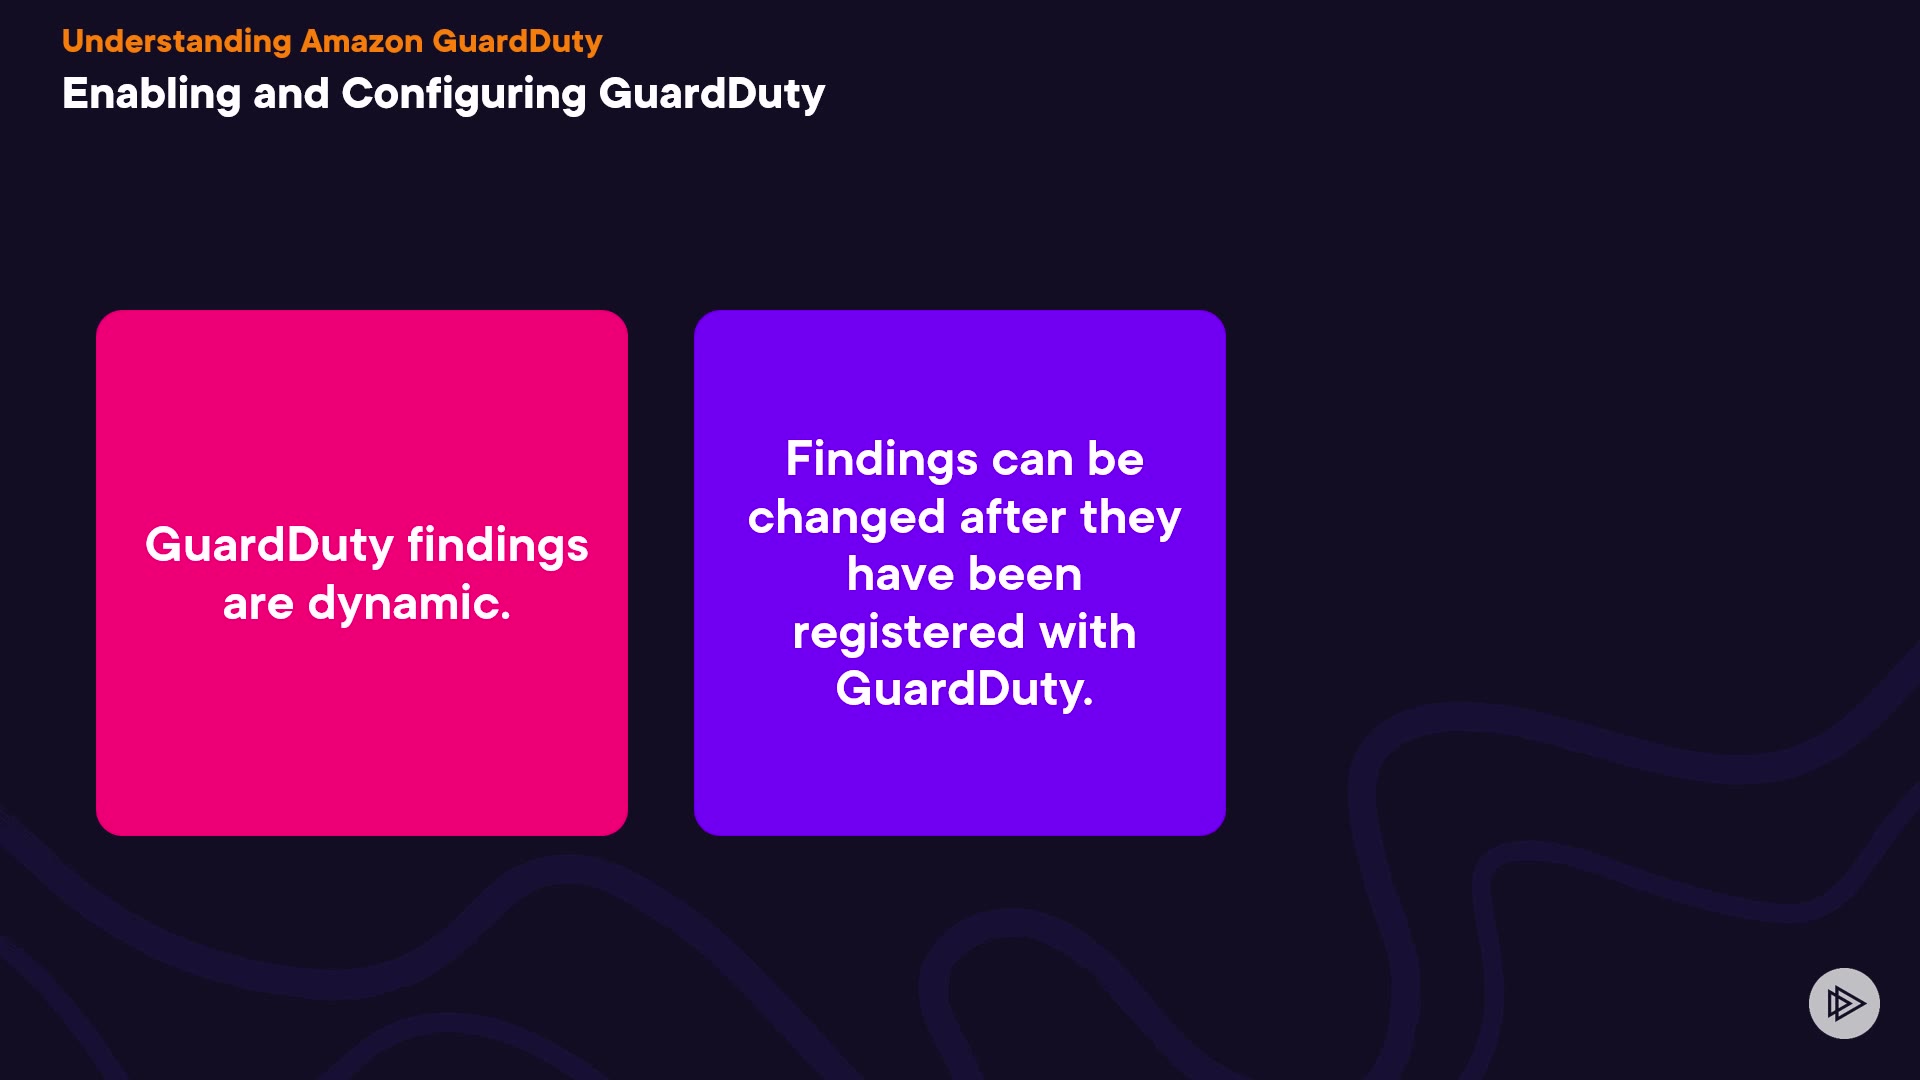 Understanding Amazon GuardDuty
Enabling and Configuring GuardDuty
GuardDuty findings
are dynamic.
Findings can be
changed after they
have been
registered with
GuardDuty.